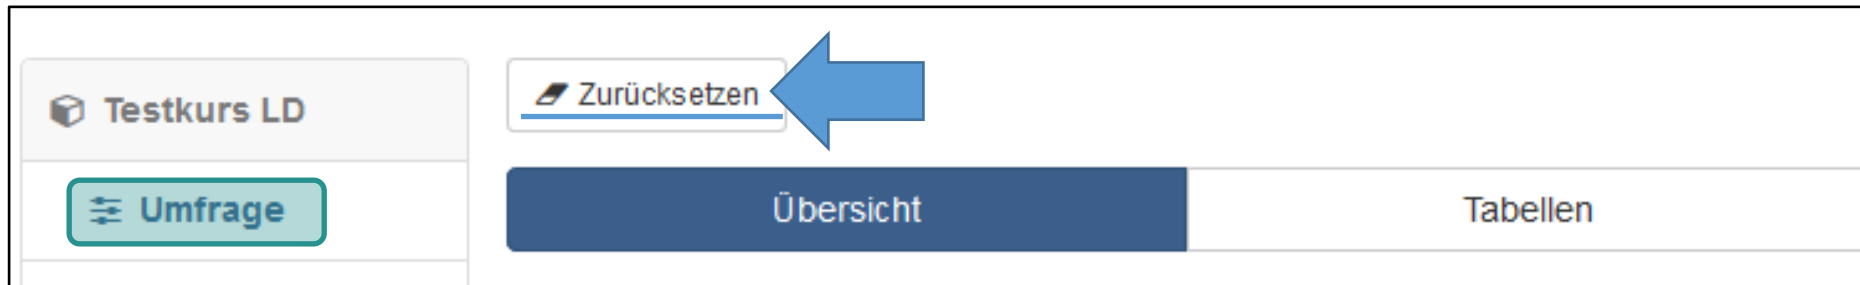 Testkurs LD
Zurücksetzen
Umfrage
Übersicht
Tabellen